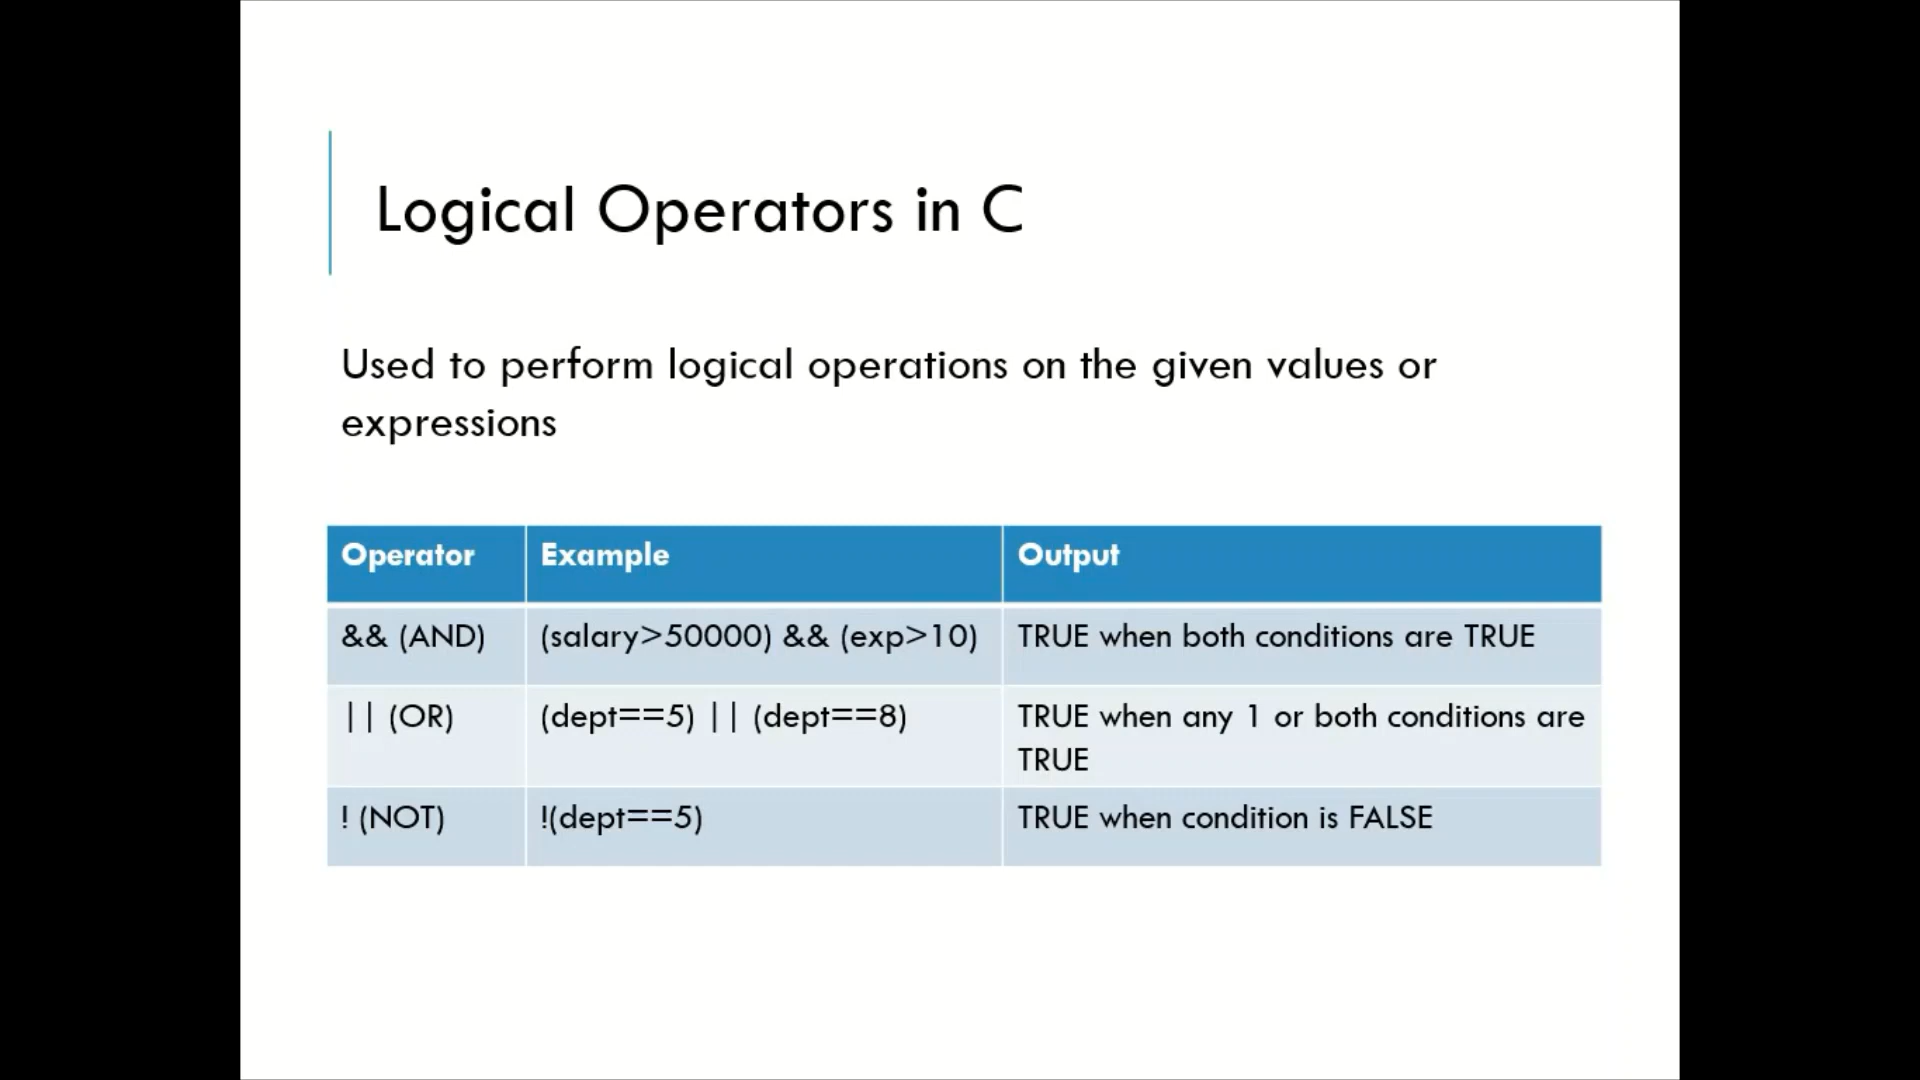 Logical Operators in C
Used to perform logical operations on the given values or
expressions
Operator Example Output
&& (AND) (salary>50000) && (exp>10) TRUE when both conditions are TRUE
|| (OR) (dept==5) || (dept==8) TRUE when any 1 or both conditions are
TRUE
! (NOT) !(dept==5) TRUE when condition is FALSE